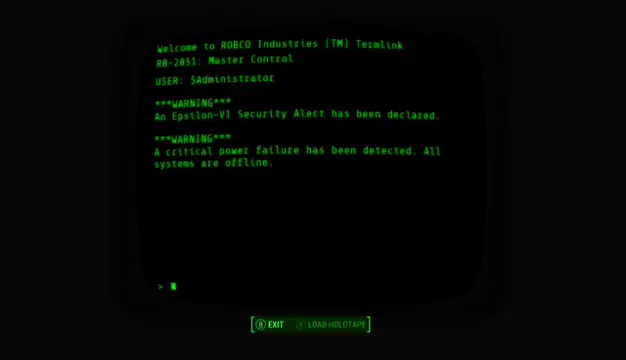 Welcome to ROBCO Industries (TM) Termlink
RB-2851: Master Control
USER: $Administrator
***WARNING***
An Epsilon-VI Security Alert has been declared.
***WARNING***
A critical power failure has been detected. All
systems are offline.
>
B EXIT LOAD HOLOTAPE